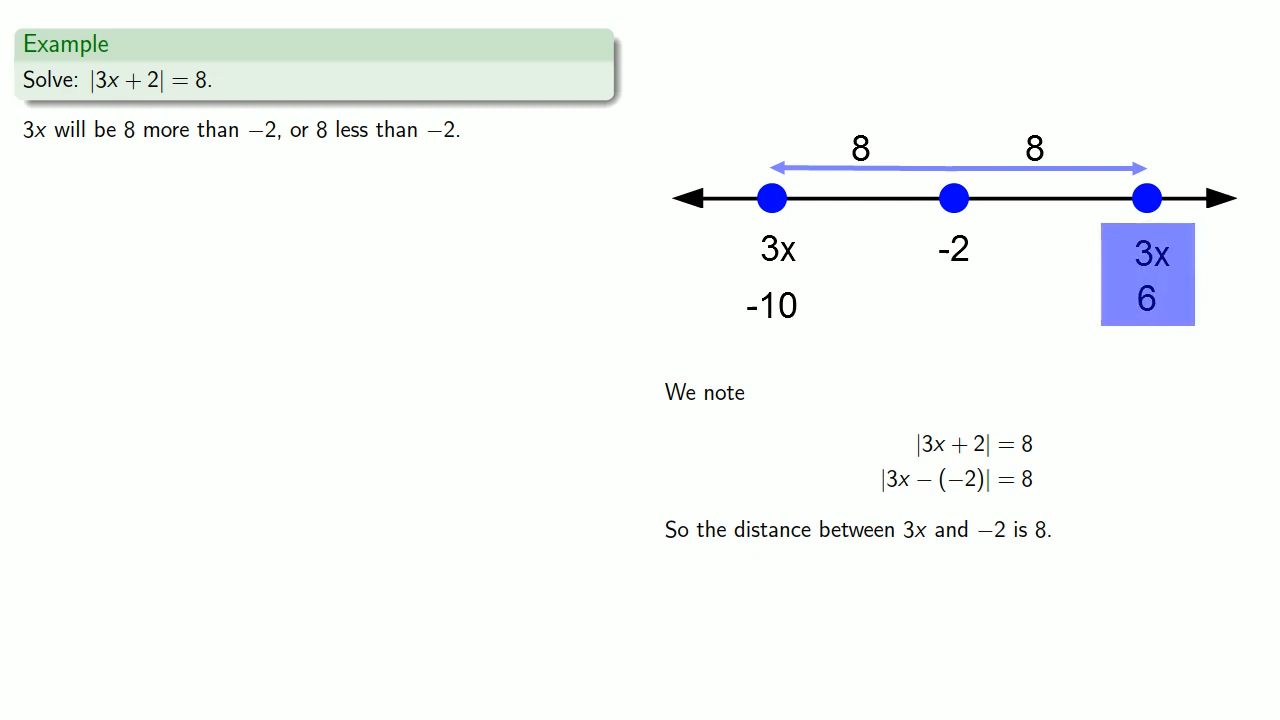 Example
Solve: |3x + 2| = 8.
3x will be 8 more than −2, or 8 less than −2.
8 8
3x -2 3x
-10 6
We note
|3x + 2| = 8
|3x − (−2)| = 8
So the distance between 3x and −2 is 8.